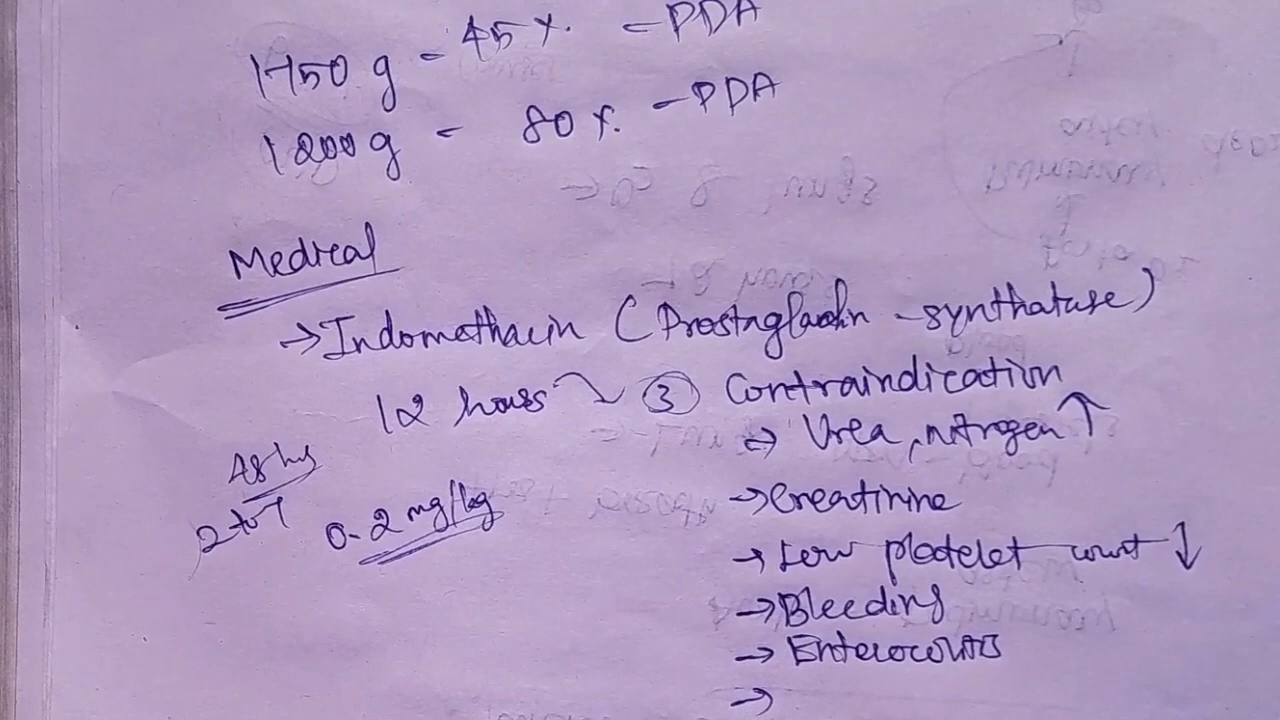 1750 g - 45 %. - PDA
1200 g - 80 %. - PDA
Medical
→ Indomethacin (Prostaglandin - synthatase)
12 hours ③ Contraindication
⇒ Urea, nitrogen ↑
48 hrs
2 to 7
0.2 mg/kg
→ Creatinine
→ Low platelet count ↓
→ Bleeding
→ Enterocolitis
→